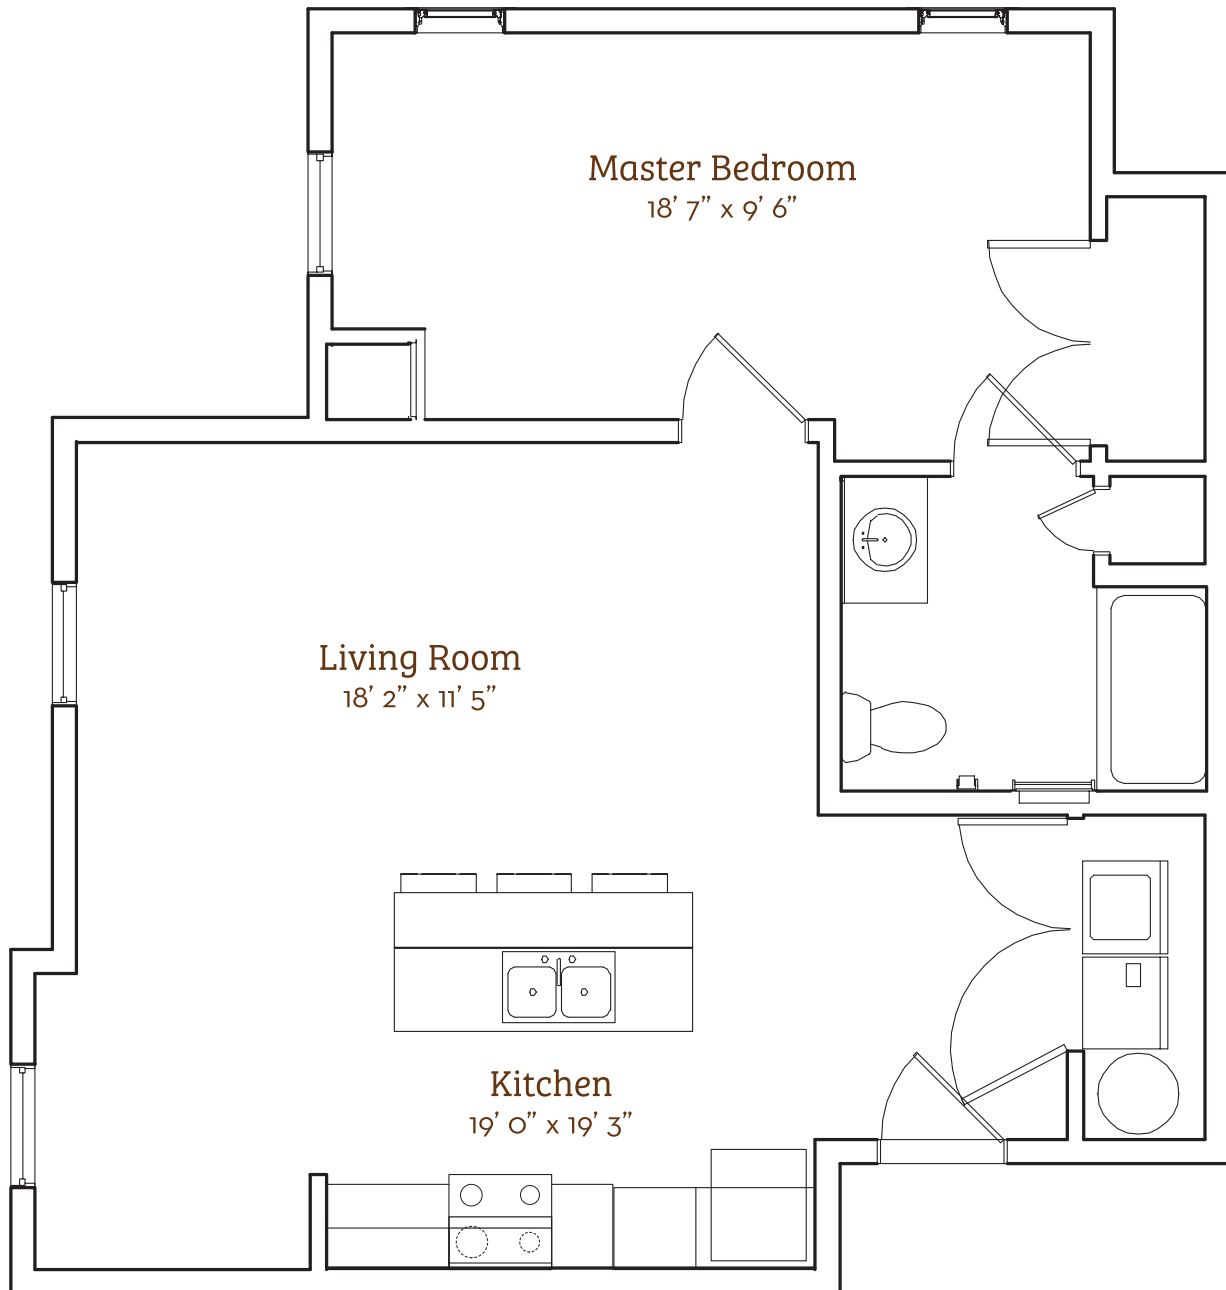 Master Bedroom
18’ 7” x 9’ 6”
Living Room
18’ 2” x 11’ 5”
Kitchen
19’ 0” x 19’ 3”